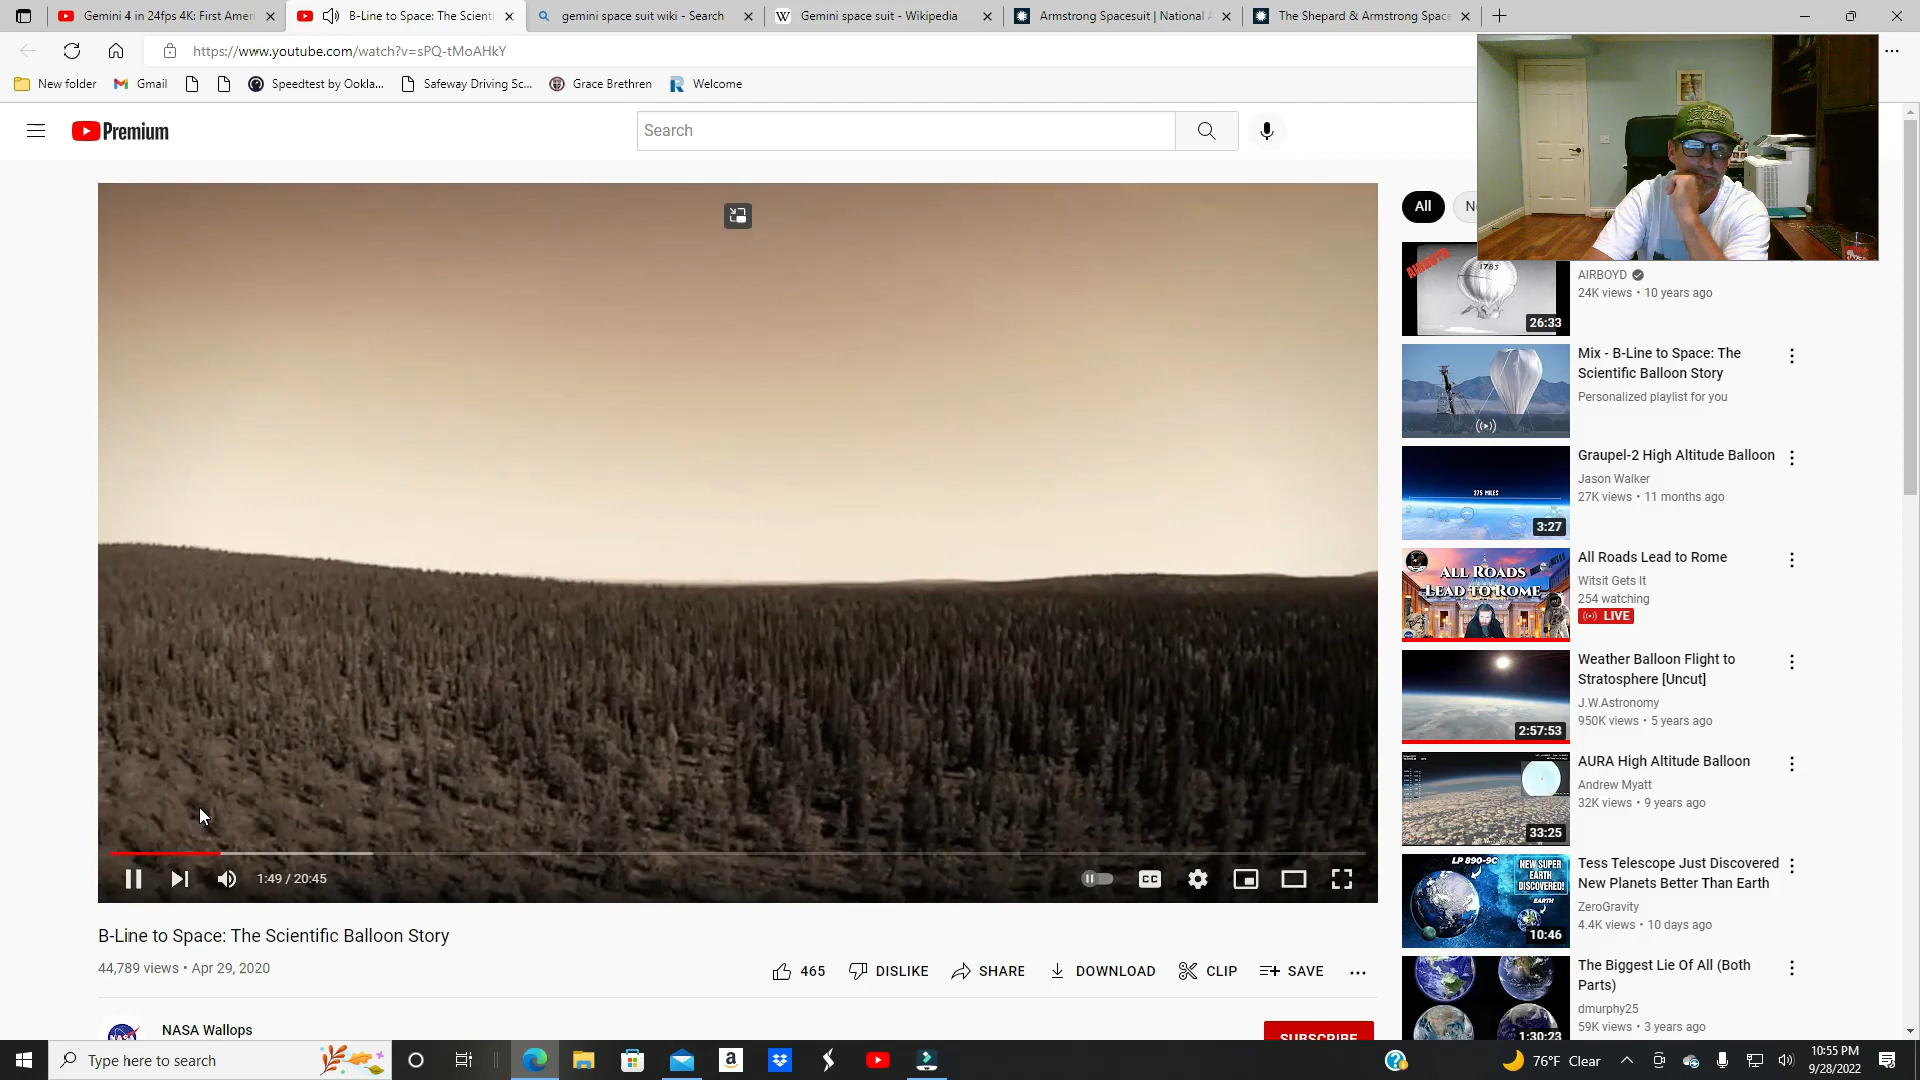 Gemini 4 in 24fps 4K: First Amer
B-Line to Space: The Scienti
gemini space suit wiki - Search
Gemini space suit - Wikipedia
Armstrong Spacesuit | National A
The Shepard & Armstrong Space
https://www.youtube.com/watch?v=sPQ-tMoAHkY
New folder
Gmail
Speedtest by Ookla...
Safeway Driving Sc...
Grace Brethren
Welcome
Premium
Search
All
AIRBOYD
1783
26:33
AIRBOYD
24K views • 10 years ago
Mix - B-Line to Space: The
Scientific Balloon Story
Personalized playlist for you
275 MILES
3:27
Graupel-2 High Altitude Balloon
Jason Walker
27K views • 11 months ago
ALL ROADS
LEAD TO ROME
All Roads Lead to Rome
Witsit Gets It
254 watching
LIVE
2:57:53
Weather Balloon Flight to
Stratosphere [Uncut]
J.W.Astronomy
950K views • 5 years ago
33:25
AURA High Altitude Balloon
Andrew Myatt
32K views • 9 years ago
LP 890-9C
NEW SUPER
EARTH
DISCOVERED!
EARTH
10:46
Tess Telescope Just Discovered
New Planets Better Than Earth
ZeroGravity
4.4K views • 10 days ago
1:30:23
The Biggest Lie Of All (Both
Parts)
dmurphy25
59K views • 3 years ago
1:49 / 20:45
CC
B-Line to Space: The Scientific Balloon Story
44,789 views • Apr 29, 2020
465
DISLIKE
SHARE
DOWNLOAD
CLIP
SAVE
NASA Wallops
SUBSCRIBE
Type here to search
76°F Clear
10:55 PM
9/28/2022